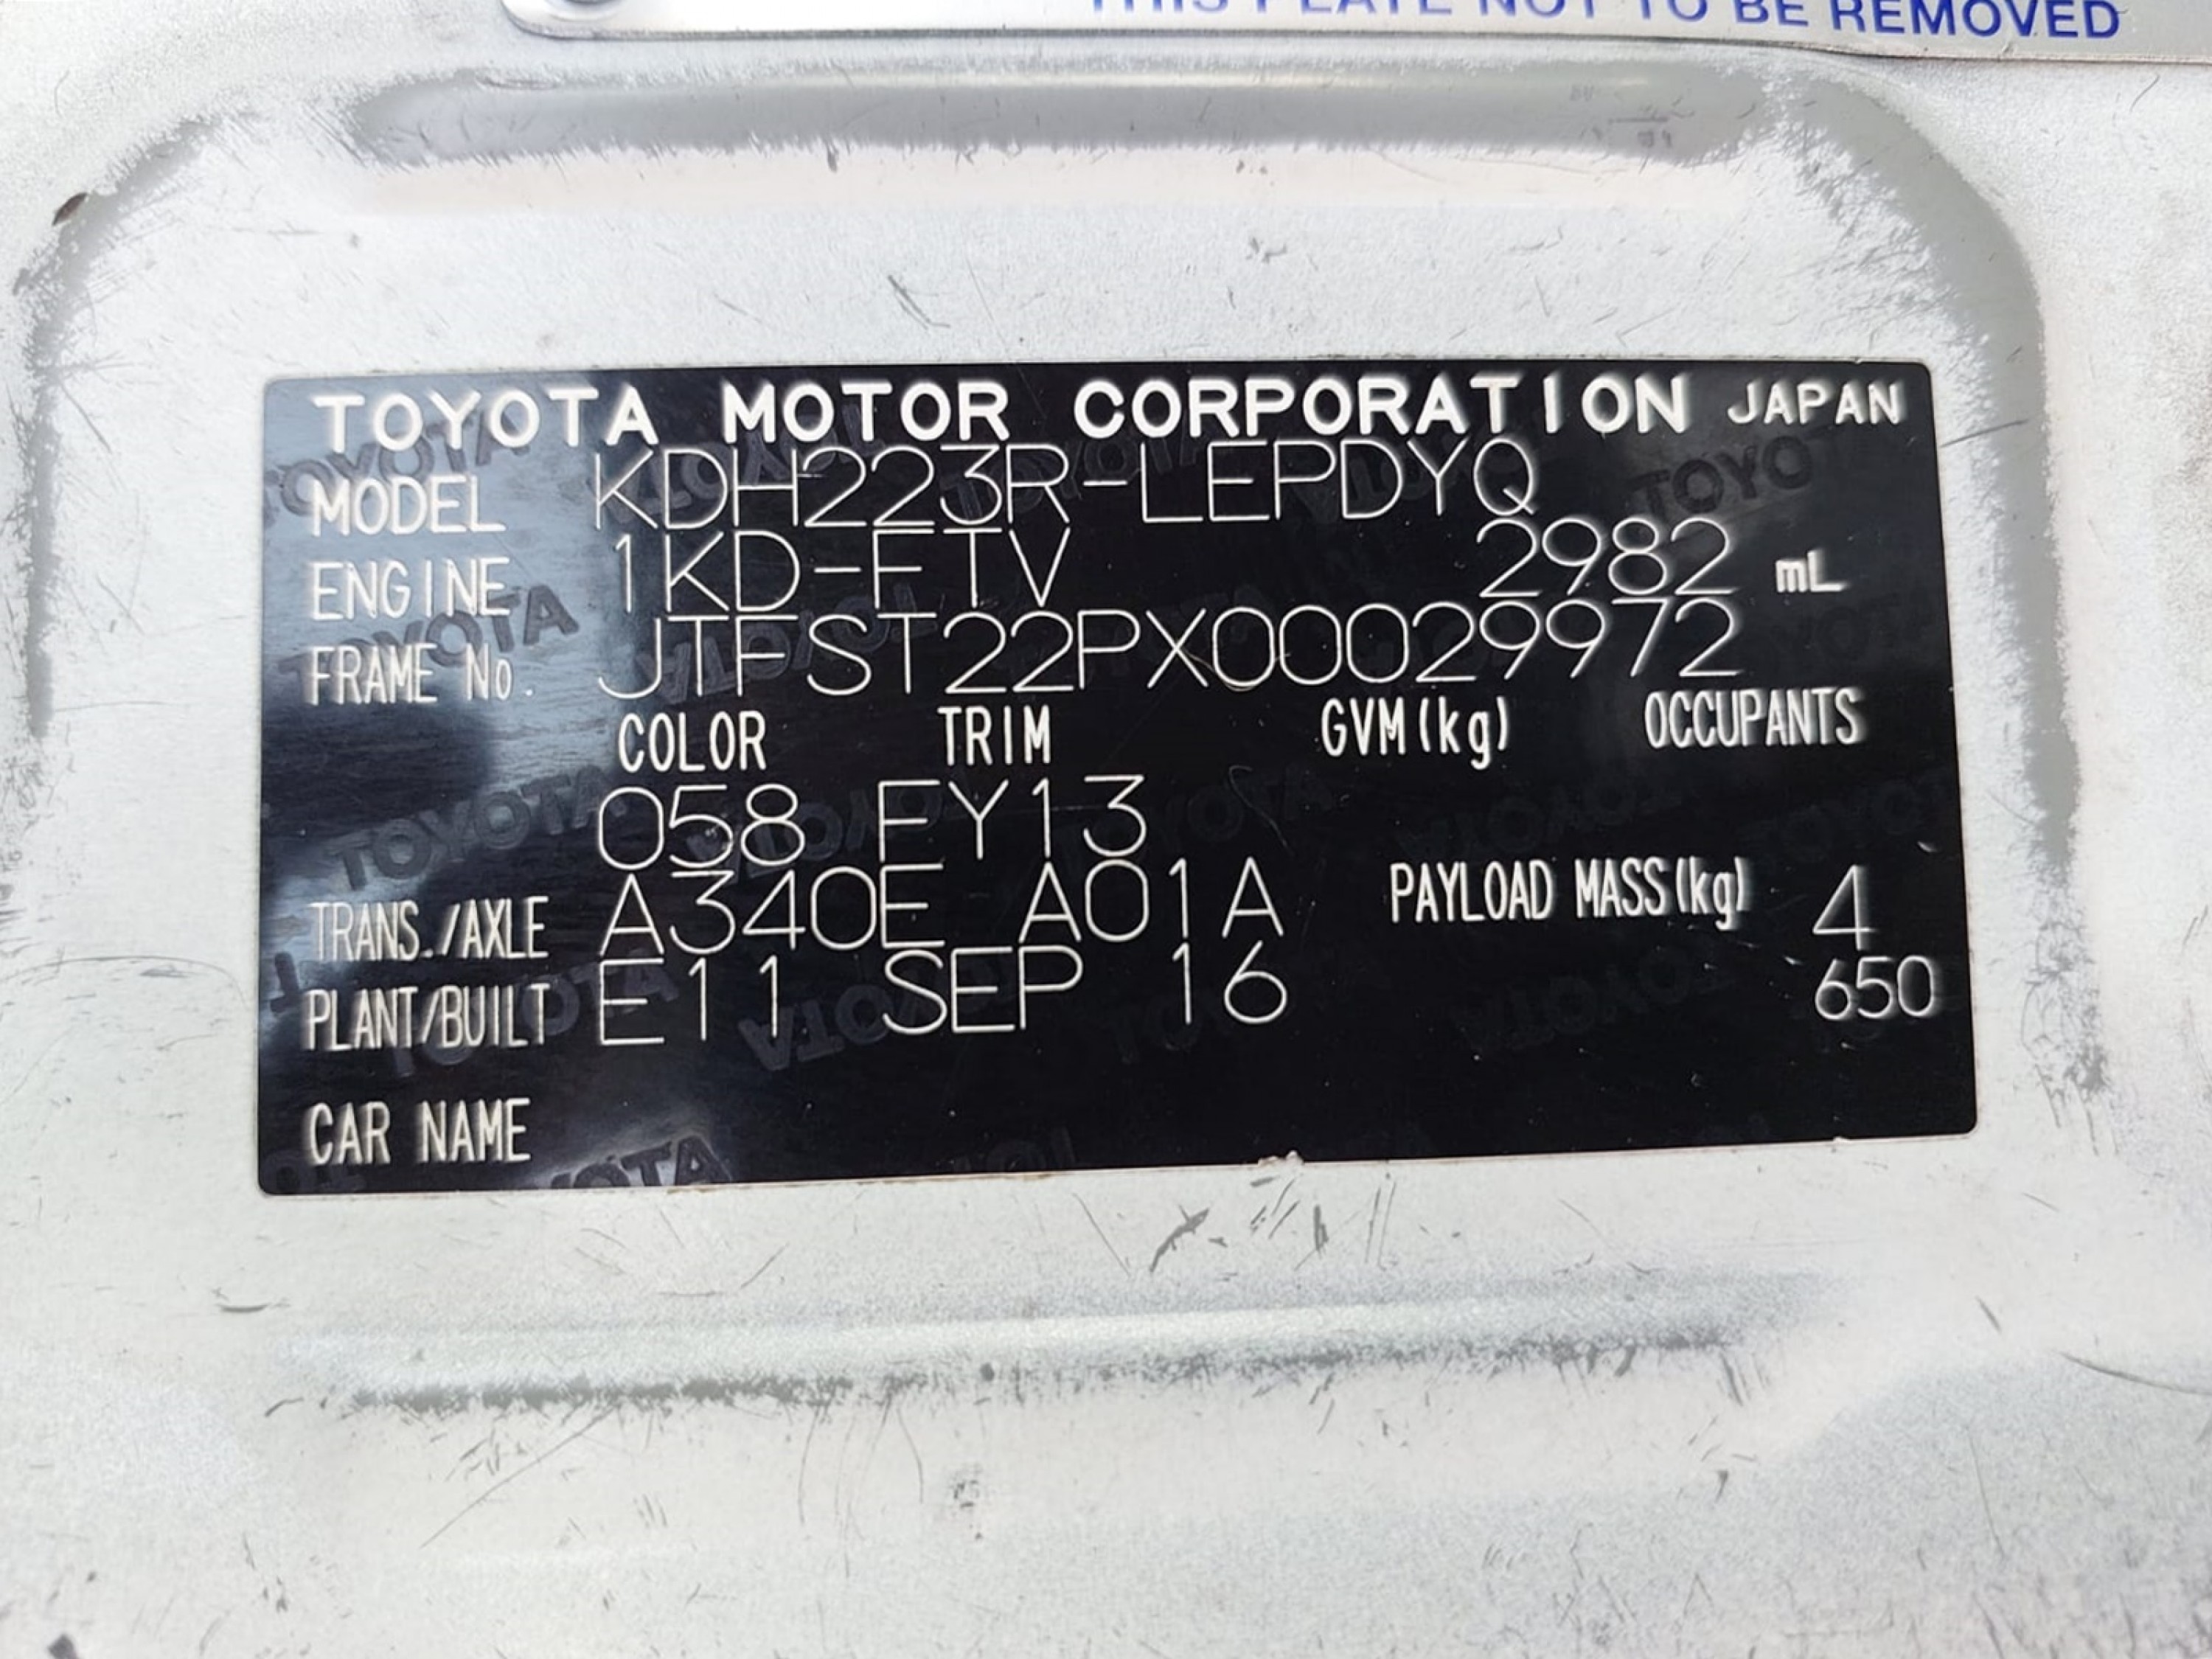 THIS PLATE NOT TO BE REMOVED
TOYOTA MOTOR CORPORATION JAPAN
MODEL KDH223R-LEPDYQ
ENGINE 1KD-FTV 2982 mL
FRAME No. JTFST22PX00029972
COLOR TRIM GVM(kg) OCCUPANTS
058 FY13
TRANS./AXLE A340E A01A PAYLOAD MASS(kg) 4
PLANT/BUILT E11 SEP 16 650
CAR NAME